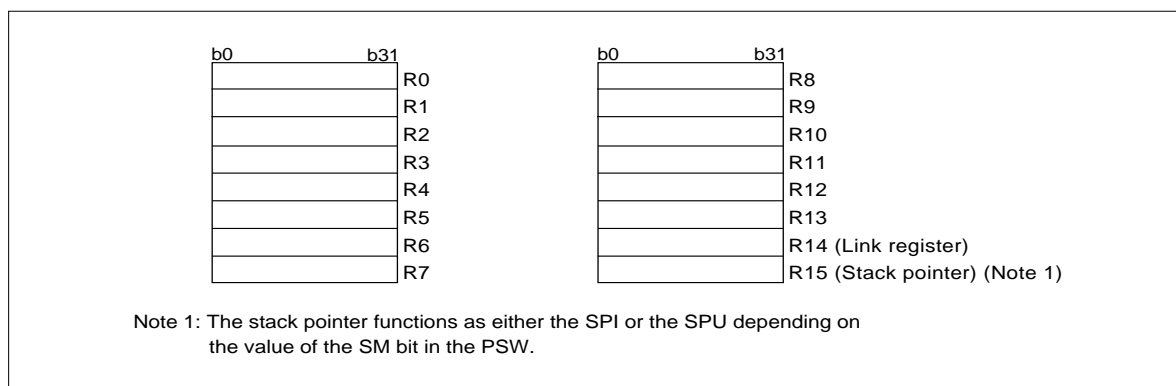 b0 b31
R0
R1
R2
R3
R4
R5
R6
R7
b0 b31
R8
R9
R10
R11
R12
R13
R14 (Link register)
R15 (Stack pointer) (Note 1)
Note 1: The stack pointer functions as either the SPI or the SPU depending on
the value of the SM bit in the PSW.